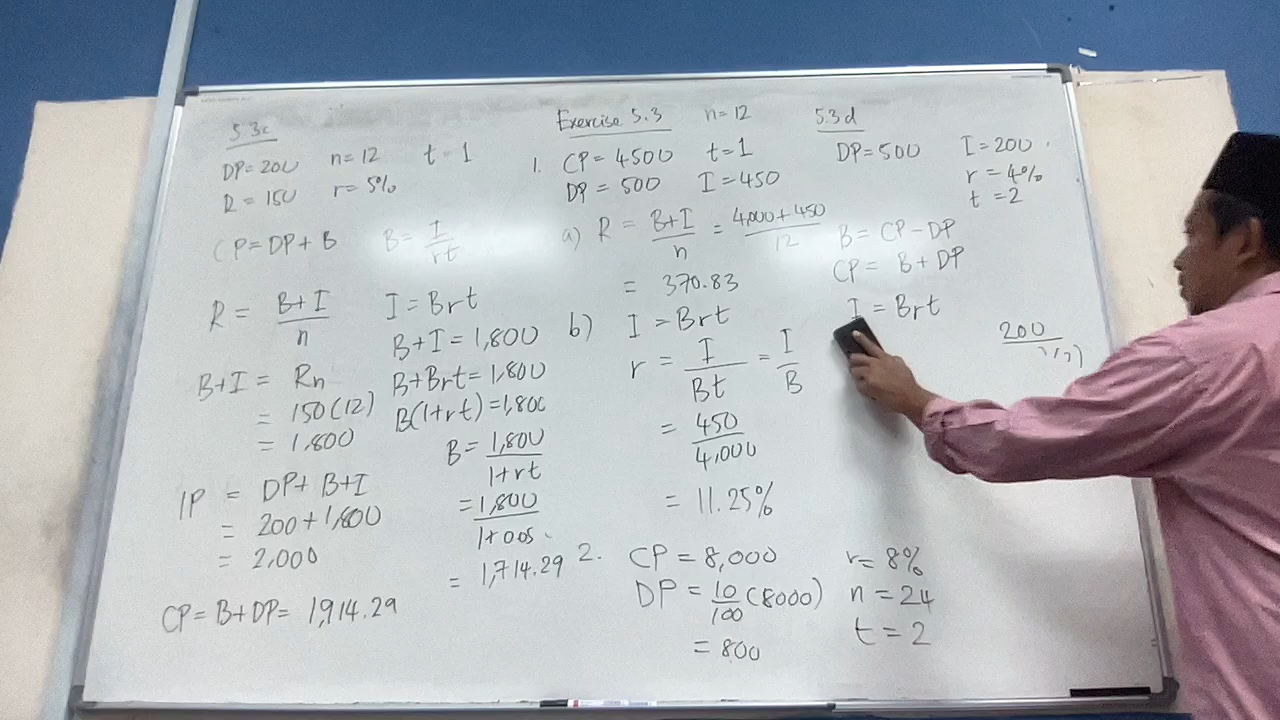 5.3c
DP = 200 n = 12 t = 1
R = 150 r = 5%
CP = DP + B B = I/rt
R = (B + I)/n I = Brt
B + I = 1,800
B + I = Rn B + Brt = 1,800
= 150(12) B(1+rt) = 1,800
= 1,800 B = 1,800/(1+rt)
IP = DP + B + I
= 200 + 1,800 = 1,800/(1+0.05)
= 2,000
= 1,714.29
CP = B + DP = 1,914.29
Exercise 5.3 n = 12
1. CP = 4500 t = 1
DP = 500 I = 450
a) R = (B + I)/n = (4,000 + 450)/12
= 370.83
b) I = Brt
r = I/Bt = I/B
= 450/4,000
= 11.25%
2. CP = 8,000 r = 8%
DP = 10/100 (8000) n = 24
= 800 t = 2
5.3d
DP = 500 I = 200
r = 4%
t = 2
B = CP - DP
CP = B + DP
I = Brt
200